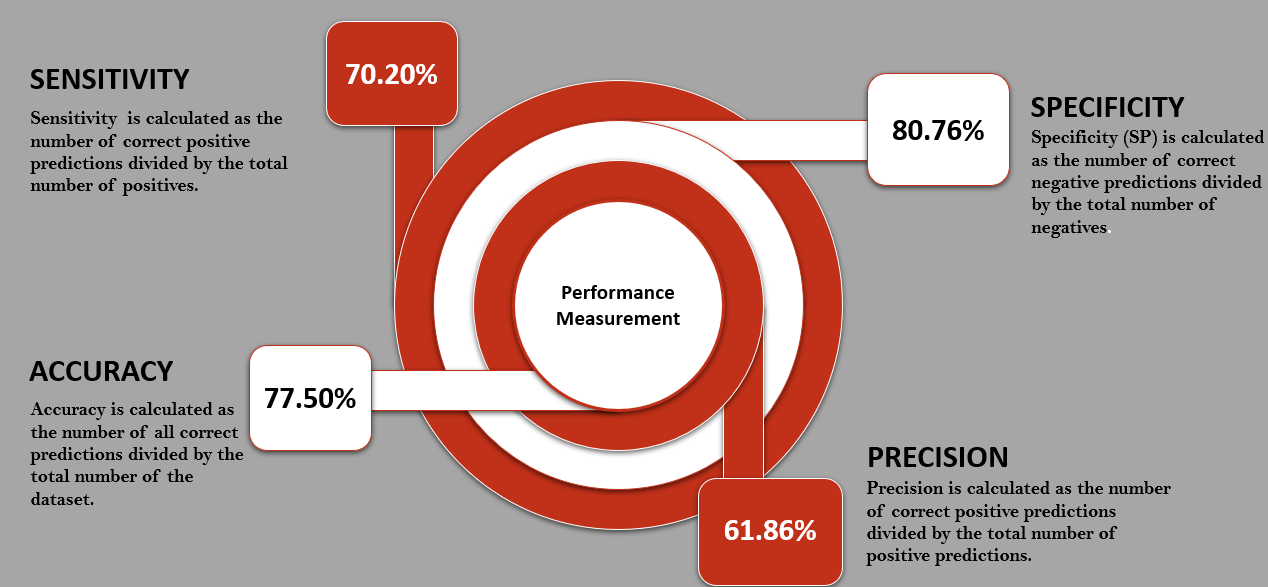 SENSITIVITY
Sensitivity is calculated as the
number of correct positive
predictions divided by the total
number of positives.
70.20%
80.76%
SPECIFICITY
Specificity (SP) is calculated
as the number of correct
negative predictions divided
by the total number of
negatives.
Performance
Measurement
ACCURACY
Accuracy is calculated as
the number of all correct
predictions divided by the
total number of the
dataset.
77.50%
61.86%
PRECISION
Precision is calculated as the number
of correct positive predictions
divided by the total number of
positive predictions.